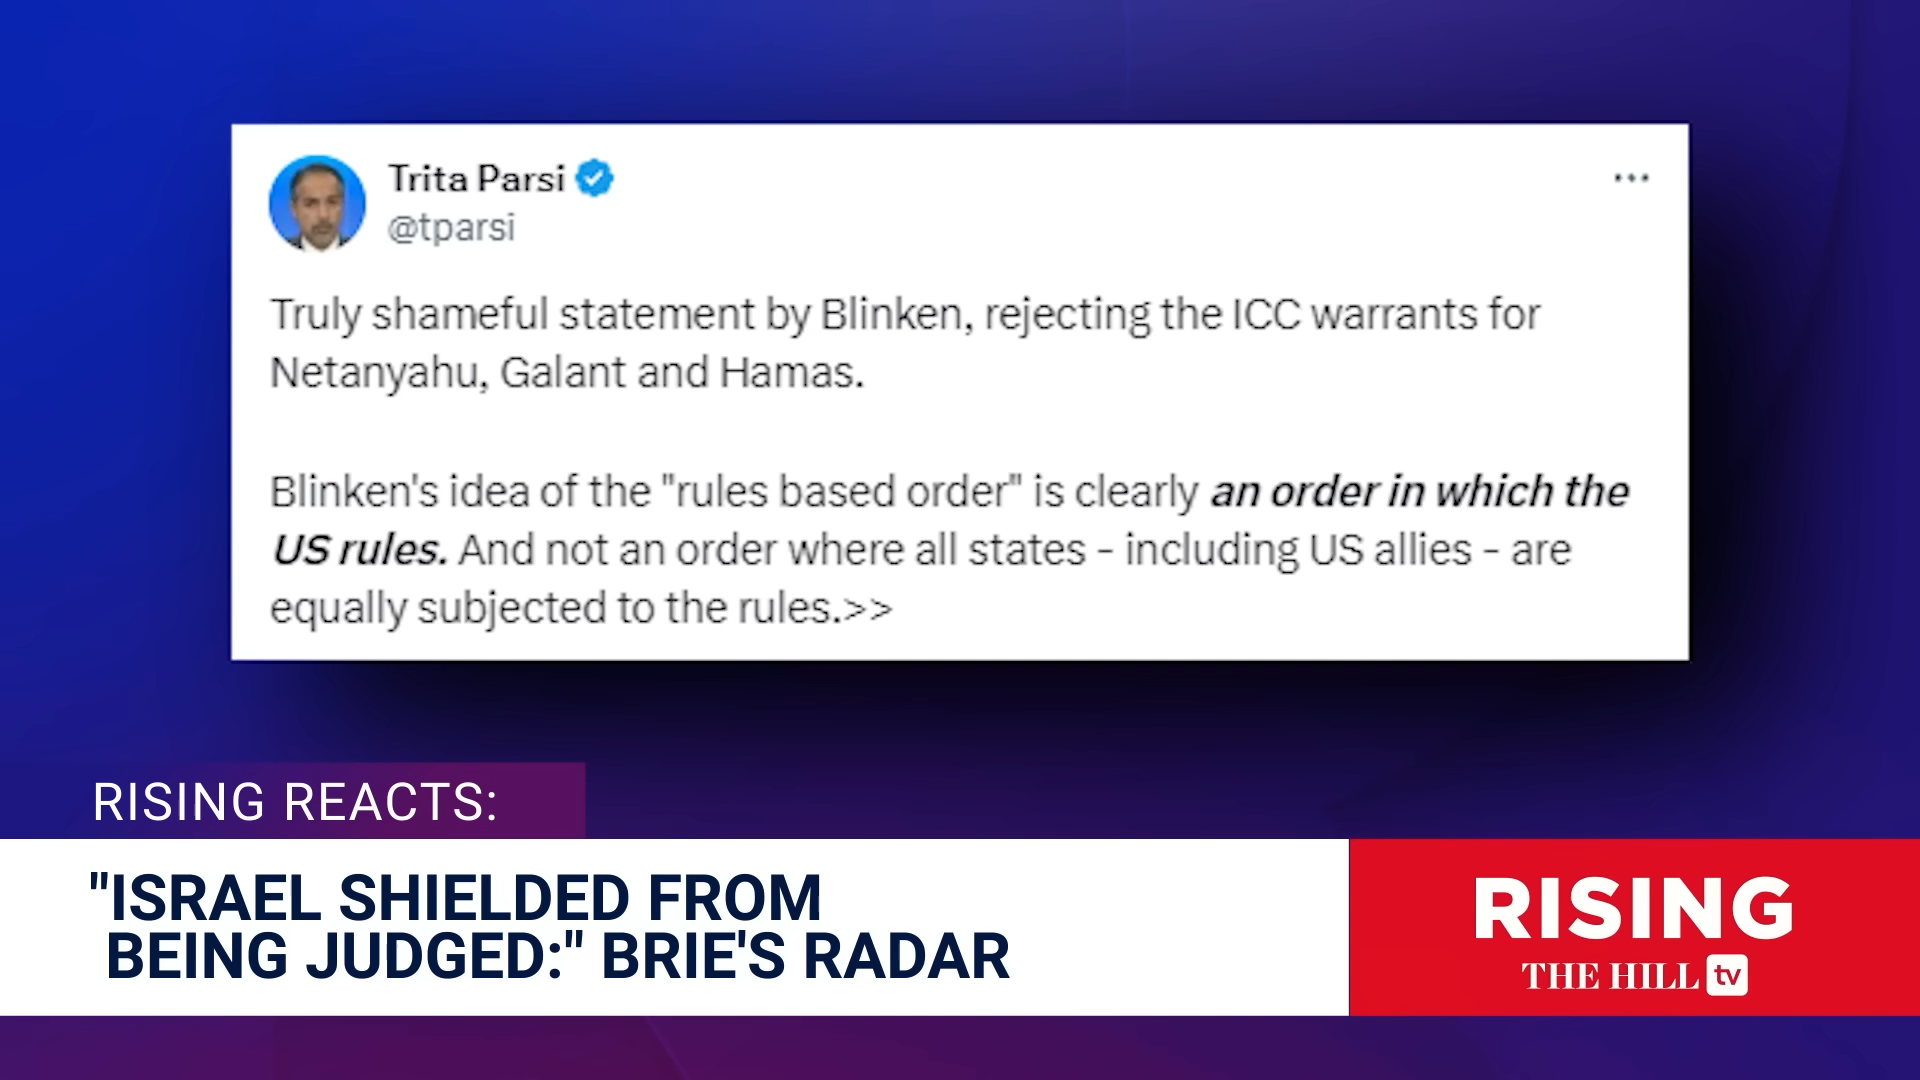 Trita Parsi
@tparsi
Truly shameful statement by Blinken, rejecting the ICC warrants for
Netanyahu, Galant and Hamas.
Blinken's idea of the "rules based order" is clearly an order in which the
US rules. And not an order where all states - including US allies - are
equally subjected to the rules.>>
RISING REACTS:
"ISRAEL SHIELDED FROM
BEING JUDGED:" BRIE'S RADAR
RISING
THE HILL tv